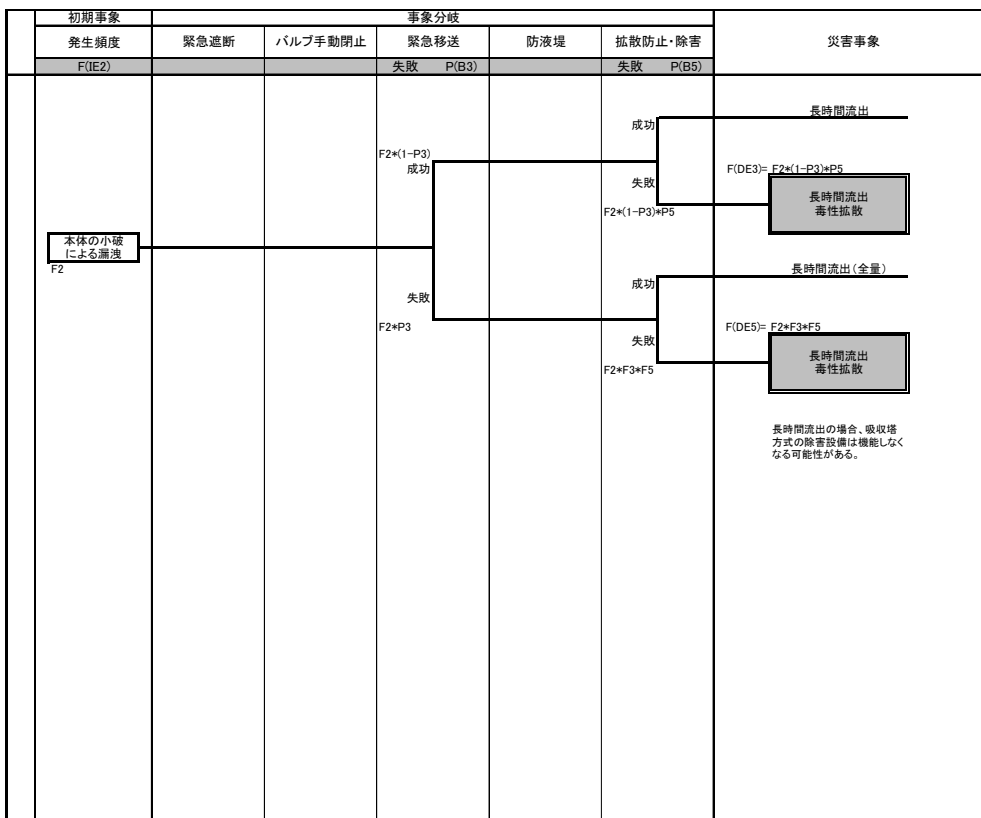 初期事象
事象分岐
発生頻度
緊急遮断
バルブ手動閉止
緊急移送
防液堤
拡散防止・除害
災害事象
F(IE2)
失敗 P(B3)
失敗 P(B5)
長時間流出
成功
F2*(1-P3)
成功
F(DE3)= F2*(1-P3)*P5
失敗
長時間流出
毒性拡散
F2*(1-P3)*P5
本体の小破
による漏洩
F2
長時間流出(全量)
成功
失敗
F2*P3
F(DE5)= F2*F3*F5
失敗
長時間流出
毒性拡散
F2*F3*F5
長時間流出の場合、吸収塔
方式の除害設備は機能しなく
なる可能性がある。